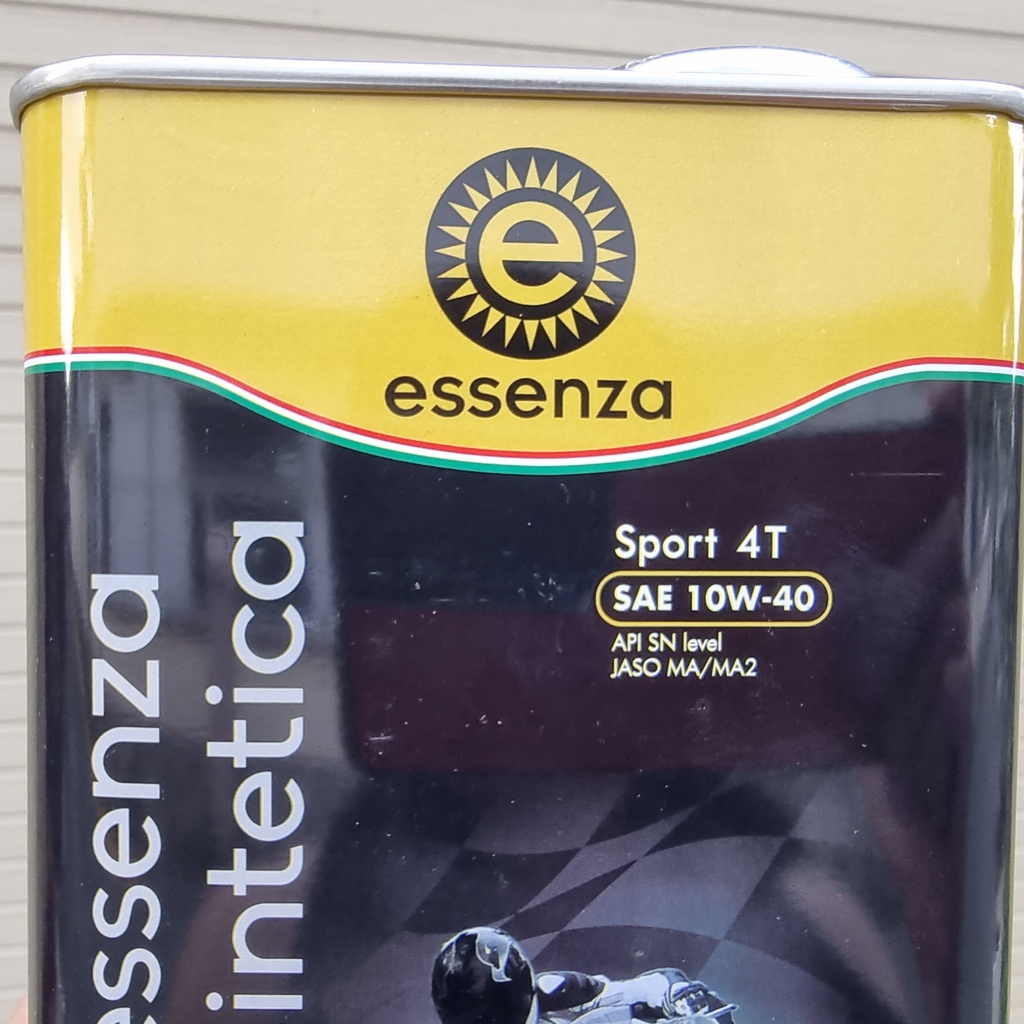 e
essenza
Sport 4T
SAE 10W-40
API SN level
JASO MA/MA2
essenza
intetica